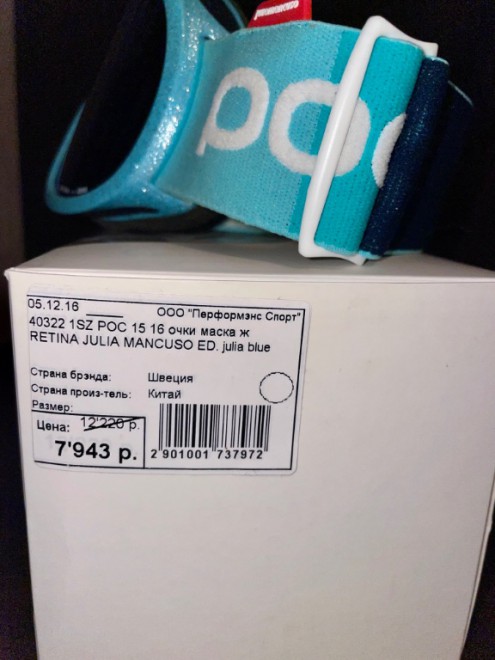 poc
05.12.16
ООО "Перформэнс Спорт"
40322 1SZ POC 15 16 очки маска ж
RETINA JULIA MANCUSO ED. julia blue
Страна брэнда: Швеция
Страна произ-тель: Китай
Размер:
Цена: 12'220 р.
7'943 р.
2 901001 737972